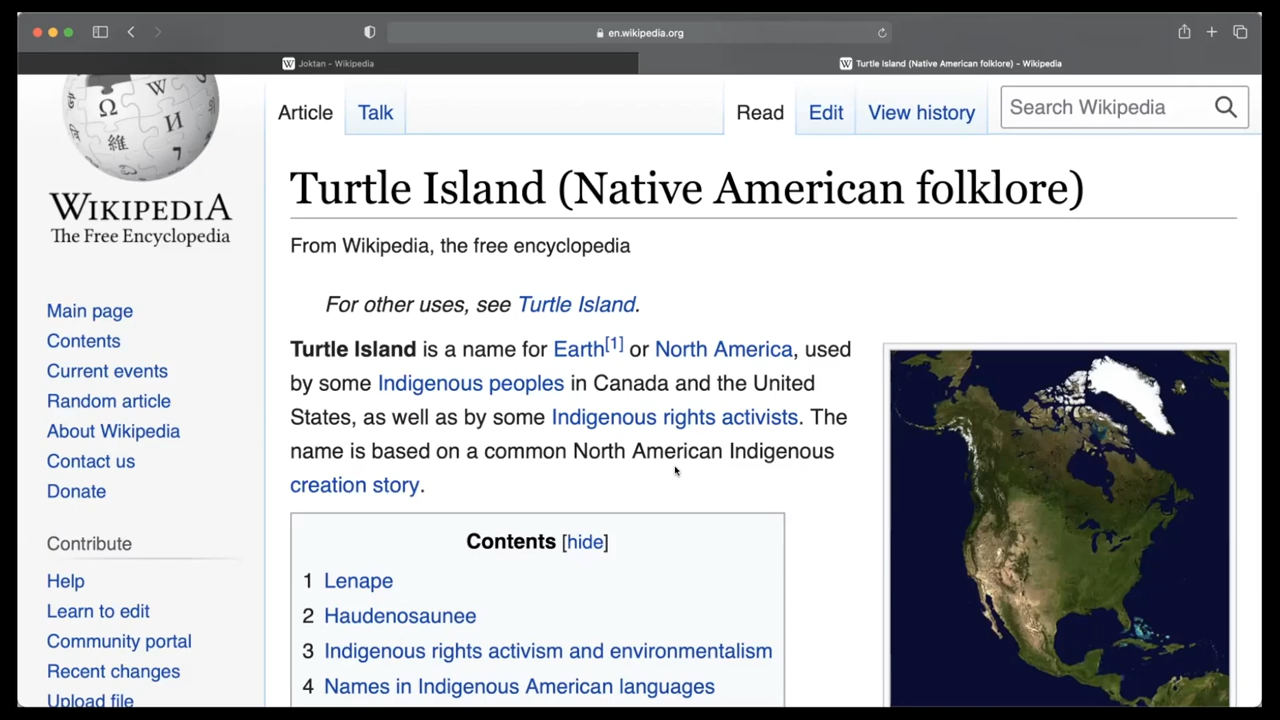 en.wikipedia.org
Joktan - Wikipedia
Turtle Island (Native American folklore) - Wikipedia
Ω
W
И
維
7
WIKIPEDIA
The Free Encyclopedia
Main page
Contents
Current events
Random article
About Wikipedia
Contact us
Donate
Contribute
Help
Learn to edit
Community portal
Recent changes
Upload file
Article
Talk
Read
Edit
View history
Search Wikipedia
Turtle Island (Native American folklore)
From Wikipedia, the free encyclopedia
For other uses, see Turtle Island.
Turtle Island is a name for Earth[1] or North America, used
by some Indigenous peoples in Canada and the United
States, as well as by some Indigenous rights activists. The
name is based on a common North American Indigenous
creation story.
Contents [hide]
1 Lenape
2 Haudenosaunee
3 Indigenous rights activism and environmentalism
4 Names in Indigenous American languages